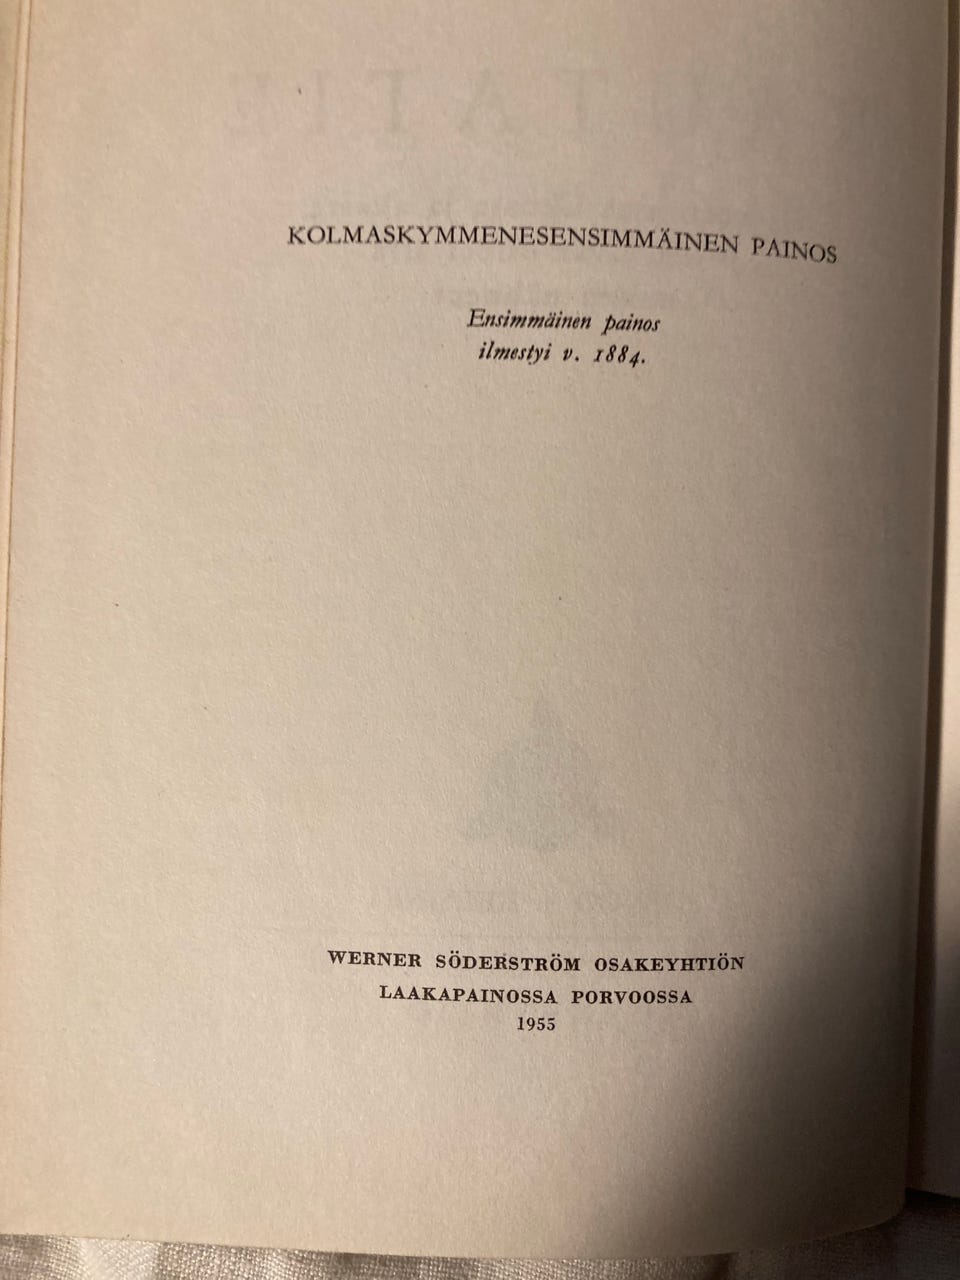 KOLMASKYMMENESENSIMMÄINEN PAINOS
Ensimmäinen painos
ilmestyi v. 1884.
WERNER SÖDERSTRÖM OSAKEYHTIÖN
LAAKAPAINOSSA PORVOOSSA
1955